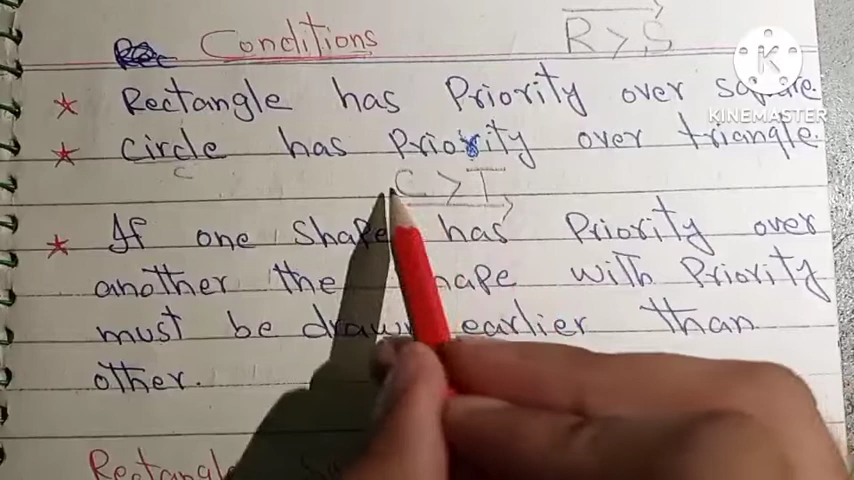 Conditions
R > S
* Rectangle has Priority over square.
KINEMASTER
* Circle has Priority over triangle.
C
C > T
* If one shape has Priority over
another the shape with Priority
must be drawn earlier than
other.
Rectangle